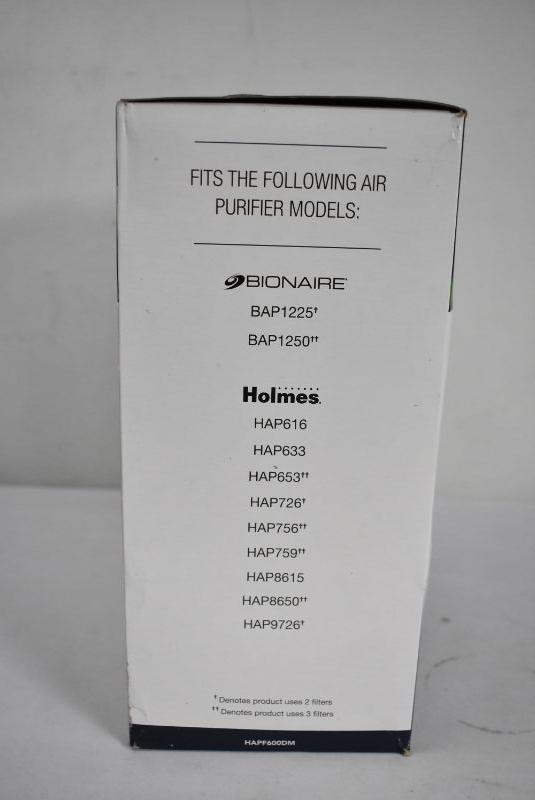 FITS THE FOLLOWING AIR
PURIFIER MODELS:
BIONAIRE
BAP1225†
BAP1250††
Holmes
HAP616
HAP633
HAP653††
HAP726†
HAP756††
HAP759††
HAP8615
HAP8650††
HAP9726†
† Denotes product uses 2 filters
†† Denotes product uses 3 filters
HAPF600DM